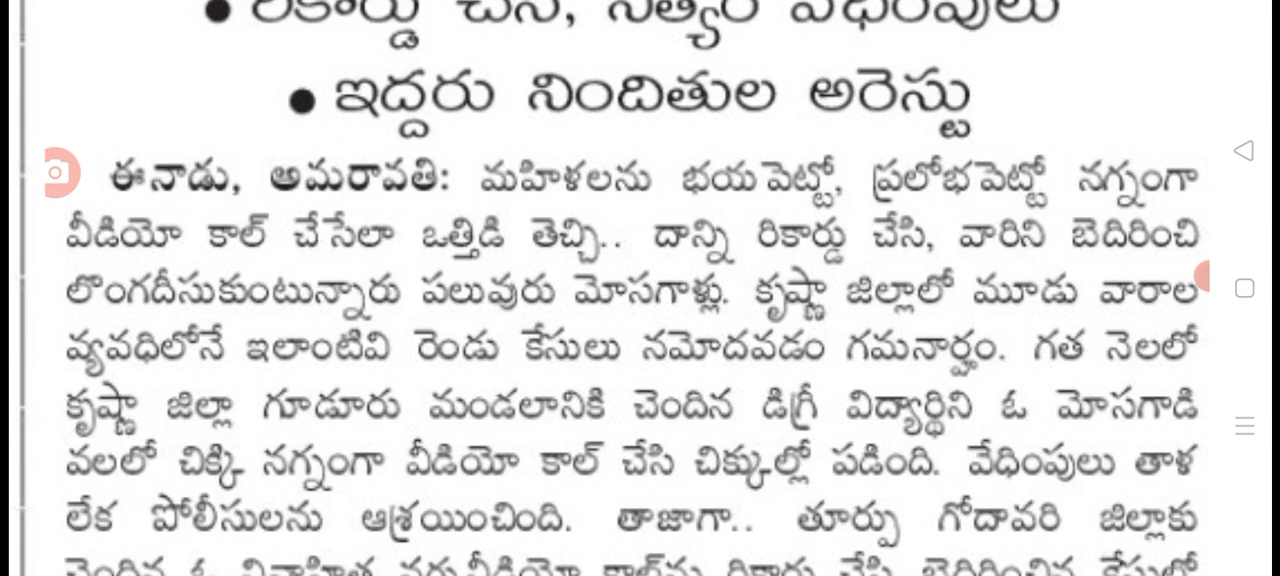 • రికార్డు చేసి, నిత్యం వేధింపులు
• ఇద్దరు నిందితుల అరెస్టు
ఈనాడు, అమరావతి: మహిళలను భయపెట్టో, ప్రలోభపెట్టో నగ్నంగా
వీడియో కాల్ చేసేలా ఒత్తిడి తెచ్చి.. దాన్ని రికార్డు చేసి, వారిని బెదిరించి
లొంగదీసుకుంటున్నారు పలువురు మోసగాళ్లు. కృష్ణా జిల్లాలో మూడు వారాల
వ్యవధిలోనే ఇలాంటివి రెండు కేసులు నమోదవడం గమనార్హం. గత నెలలో
కృష్ణా జిల్లా గూడూరు మండలానికి చెందిన డిగ్రీ విద్యార్థిని ఓ మోసగాడి
వలలో చిక్కి నగ్నంగా వీడియో కాల్ చేసి చిక్కుల్లో పడింది. వేధింపులు తాళ
లేక పోలీసులను ఆశ్రయించింది. తాజాగా.. తూర్పు గోదావరి జిల్లాకు
చెందిన ఓ వివాహిత నగ్న వీడియో కాల్‌ను రికార్డు చేసి బెదిరించిన కేసులో